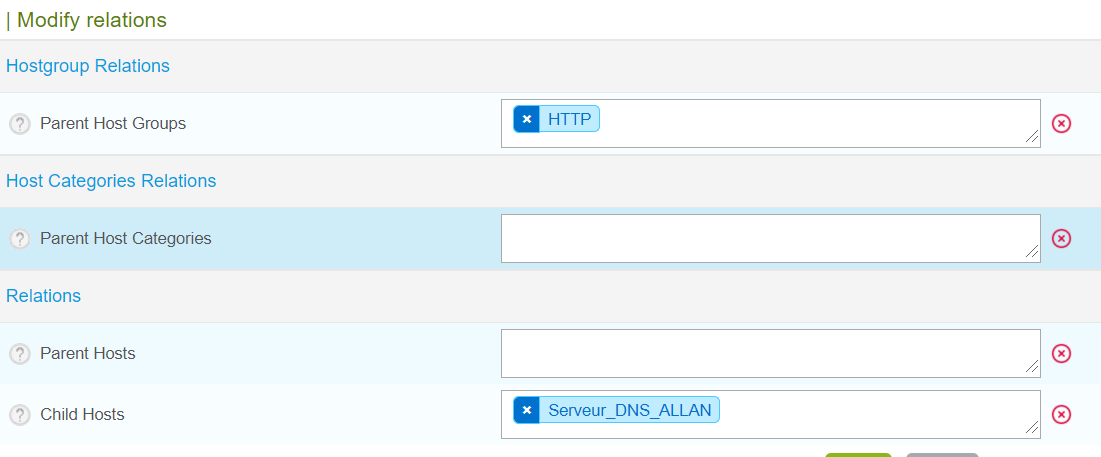 | Modify relations
Hostgroup Relations
? Parent Host Groups × HTTP
Host Categories Relations
? Parent Host Categories
Relations
? Parent Hosts
? Child Hosts × Serveur_DNS_ALLAN